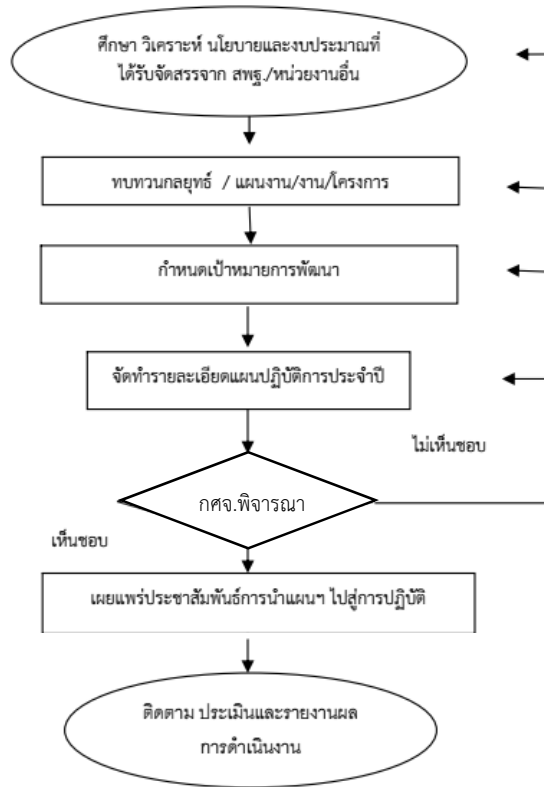 ศึกษา วิเคราะห์ นโยบายและงบประมาณที่
ได้รับจัดสรรจาก สพฐ./หน่วยงานอื่น
ทบทวนกลยุทธ์ / แผนงาน/งาน/โครงการ
กำหนดเป้าหมายการพัฒนา
จัดทำรายละเอียดแผนปฏิบัติการประจำปี
ไม่เห็นชอบ
กศจ.พิจารณา
เห็นชอบ
เผยแพร่ประชาสัมพันธ์การนำแผนฯ ไปสู่การปฏิบัติ
ติดตาม ประเมินและรายงานผล
การดำเนินงาน